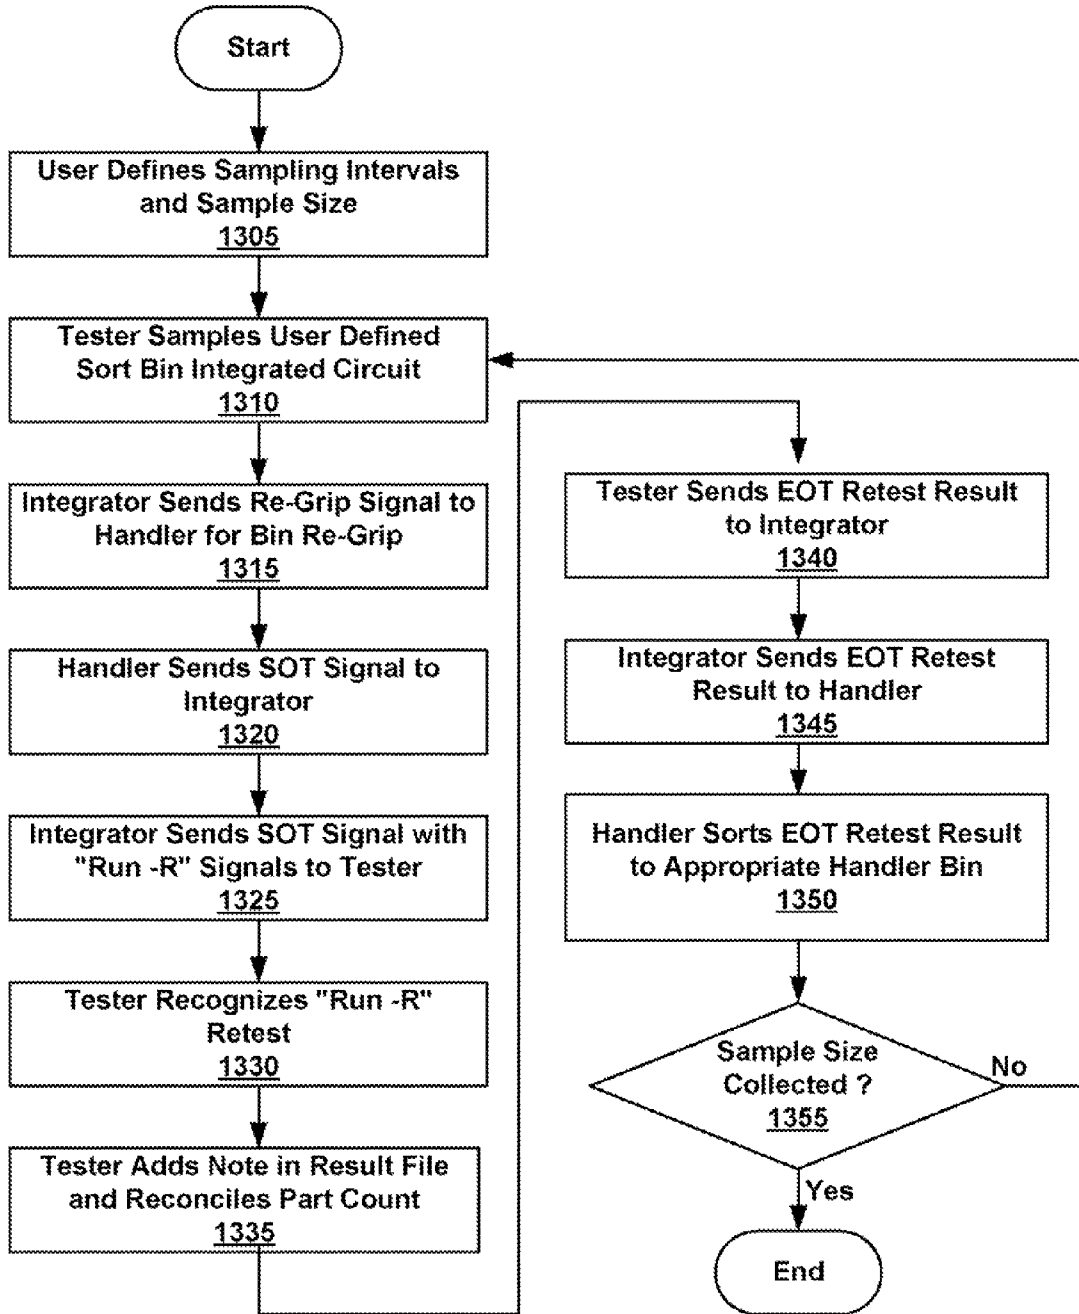 Start
User Defines Sampling Intervals
and Sample Size
1305
Tester Samples User Defined
Sort Bin Integrated Circuit
1310
Integrator Sends Re-Grip Signal to
Handler for Bin Re-Grip
1315
Handler Sends SOT Signal to
Integrator
1320
Integrator Sends SOT Signal with
"Run -R" Signals to Tester
1325
Tester Recognizes "Run -R"
Retest
1330
Tester Adds Note in Result File
and Reconciles Part Count
1335
Tester Sends EOT Retest Result
to Integrator
1340
Integrator Sends EOT Retest
Result to Handler
1345
Handler Sorts EOT Retest Result
to Appropriate Handler Bin
1350
Sample Size
Collected ?
1355
No
Yes
End